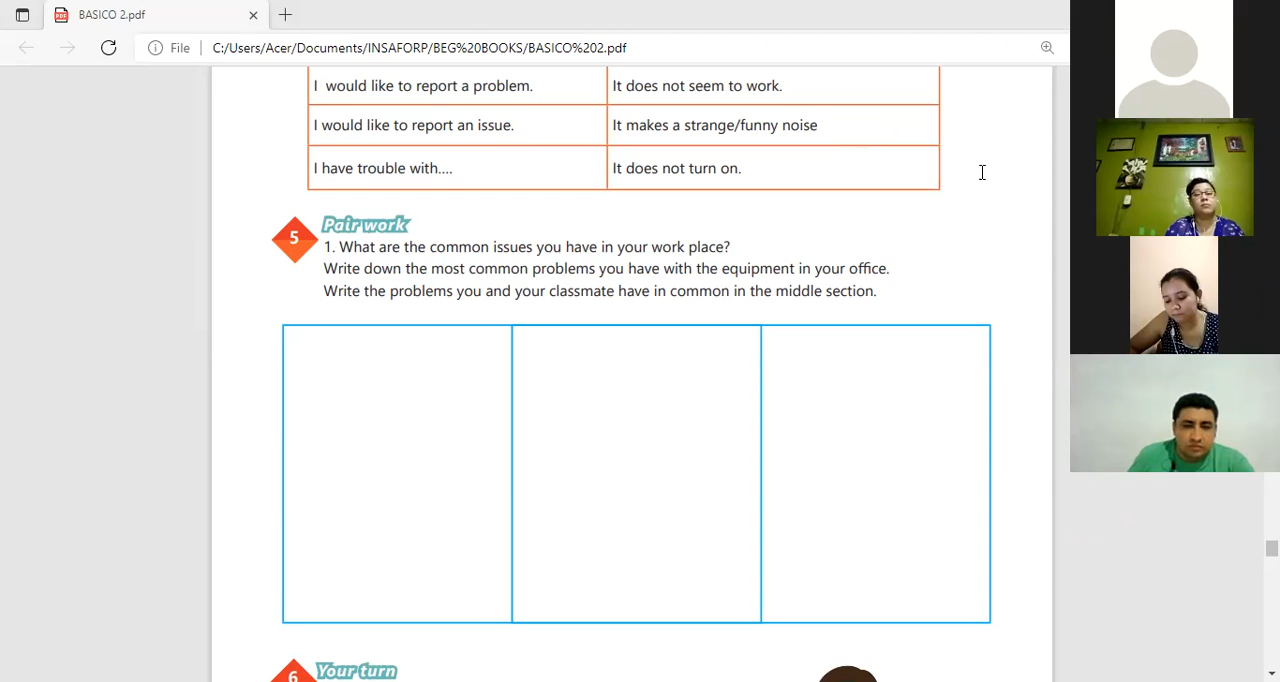 BASICO 2.pdf
File
C:/Users/Acer/Documents/INSAFORP/BEG%20BOOKS/BASICO%202.pdf
I would like to report a problem.
It does not seem to work.
I would like to report an issue.
It makes a strange/funny noise
I have trouble with....
It does not turn on.
5
Pair work
1. What are the common issues you have in your work place?
Write down the most common problems you have with the equipment in your office.
Write the problems you and your classmate have in common in the middle section.
6
Your turn